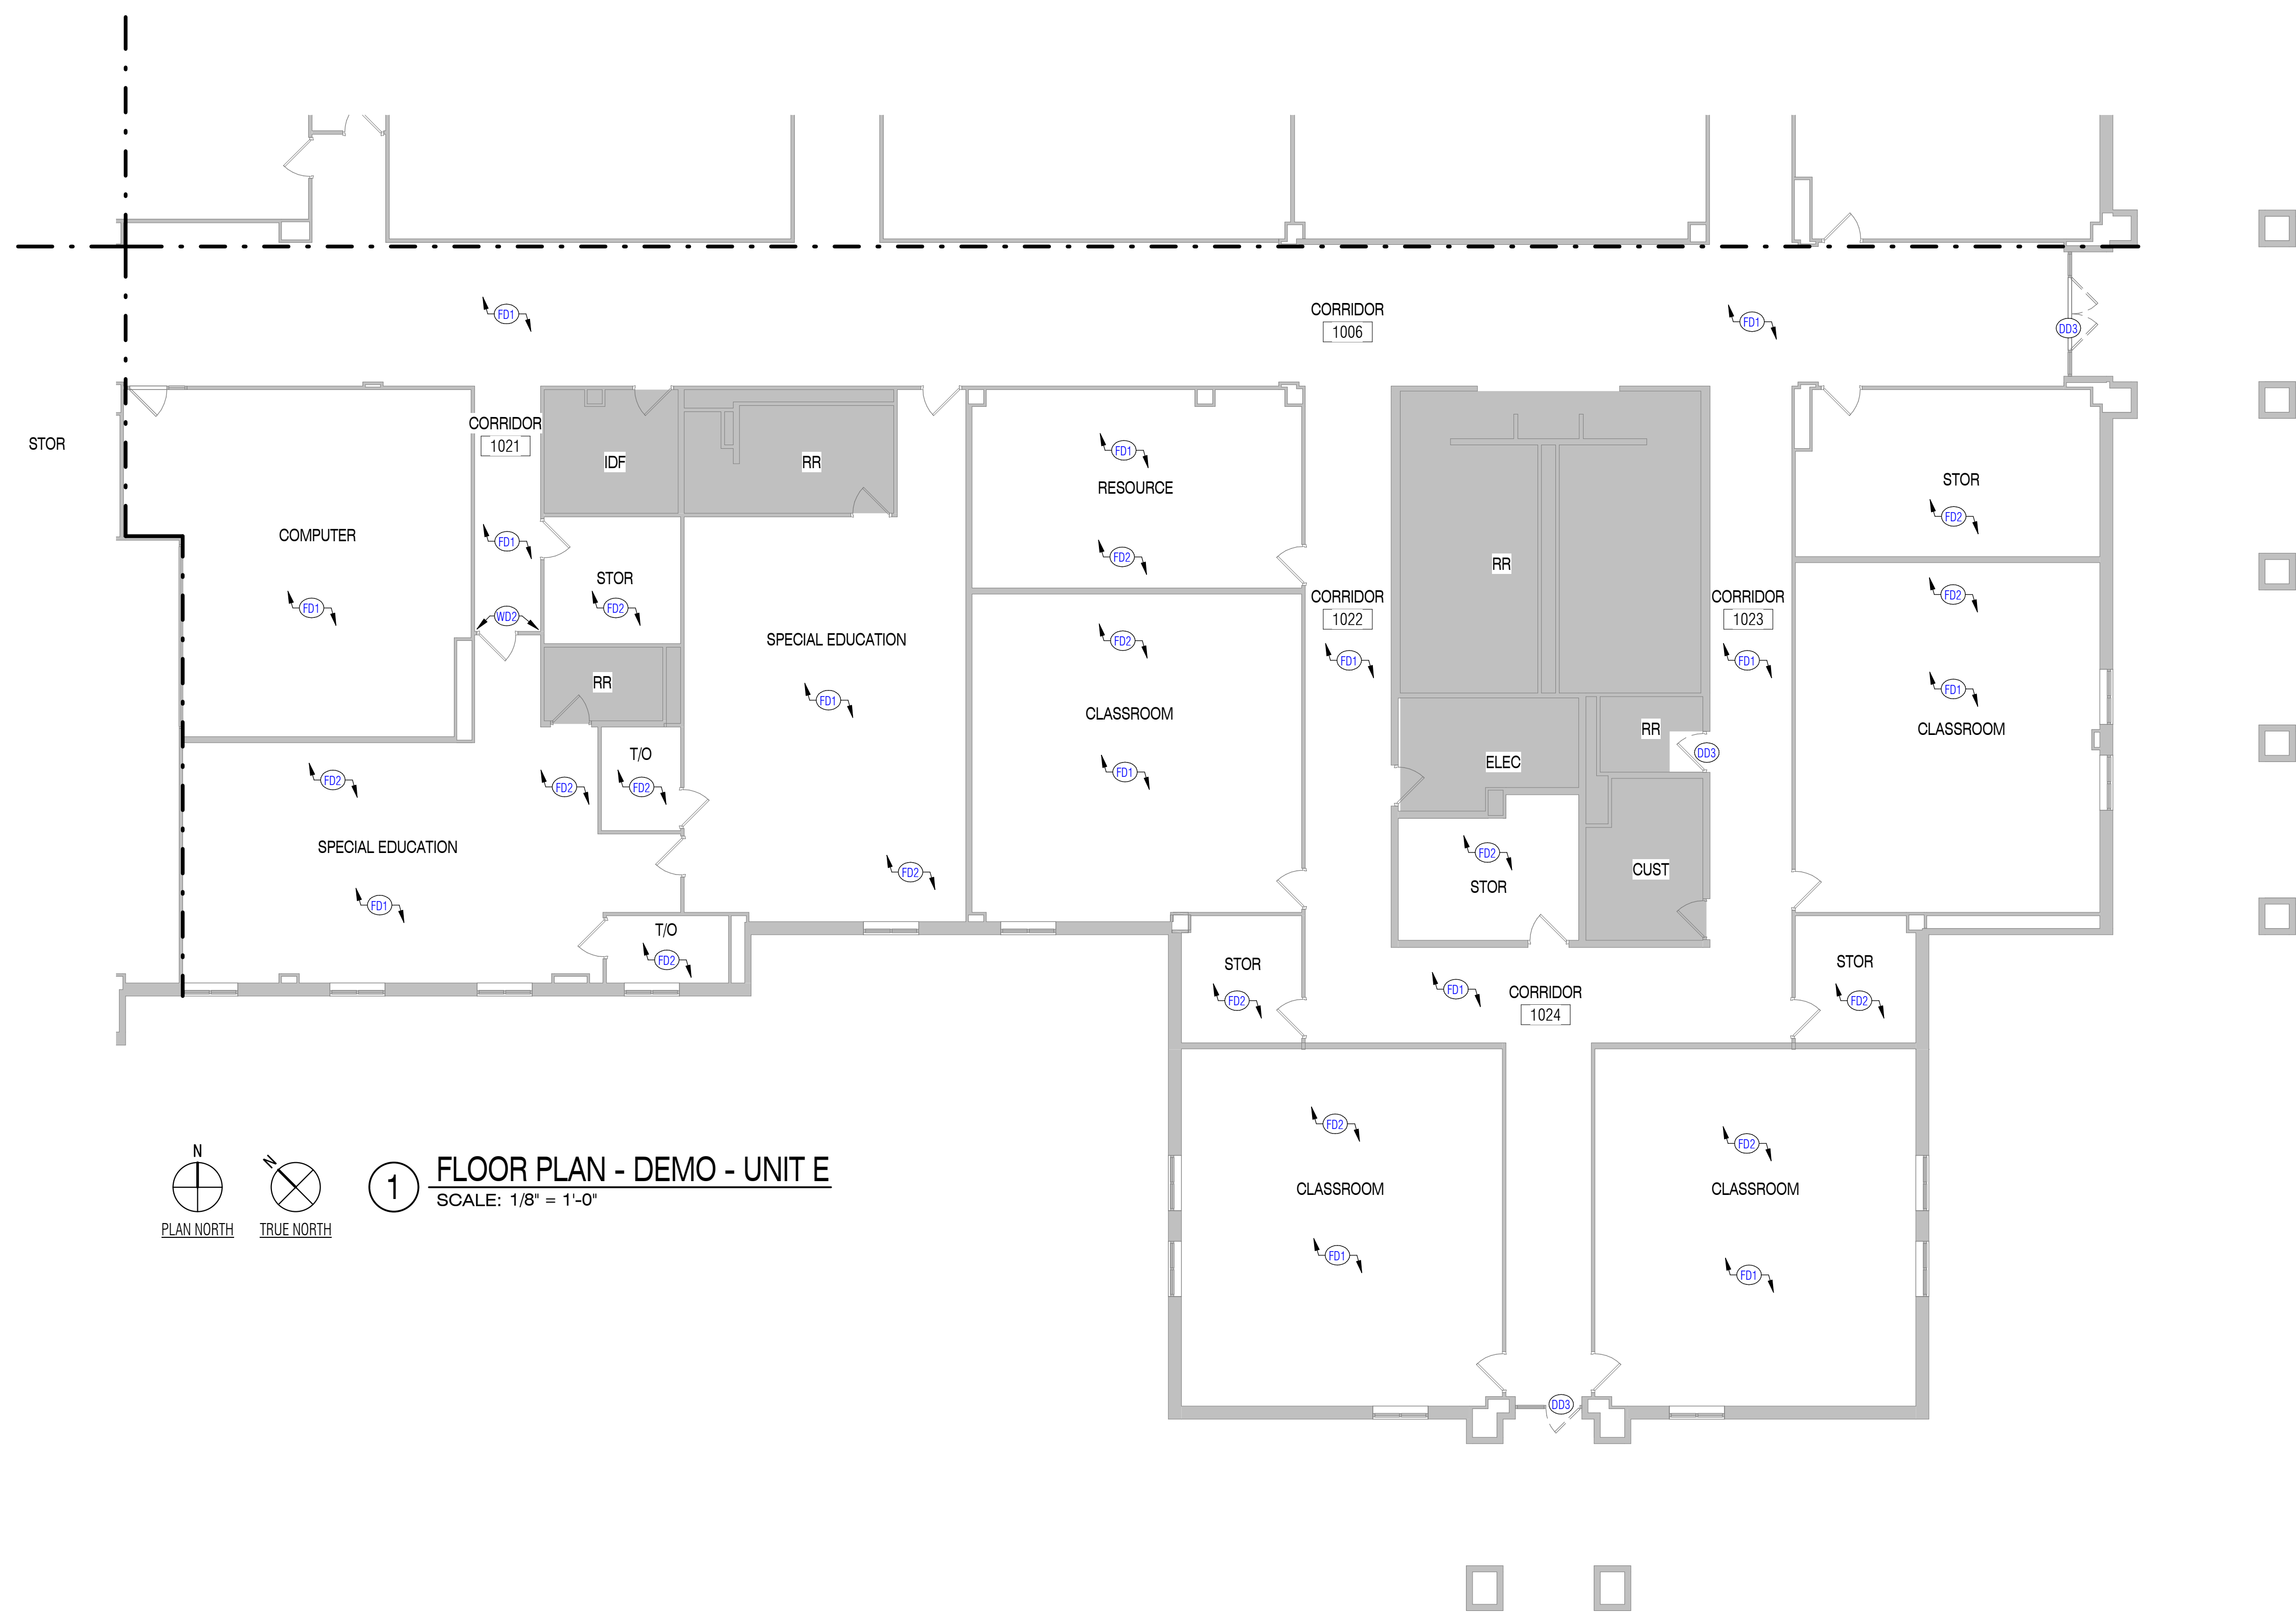 FD1
CORRIDOR
1006
FD1
DD3
STOR
CORRIDOR
1021
IDF
RR
FD1
RESOURCE
FD2
STOR
FD2
COMPUTER
FD1
FD1
WD2
STOR
FD2
SPECIAL EDUCATION
FD1
FD2
RR
CORRIDOR
1022
FD1
RR
CORRIDOR
1023
FD1
FD2
FD1
CLASSROOM
FD2
CLASSROOM
FD1
RR
DD3
ELEC
T/O
FD2
FD2
FD2
SPECIAL EDUCATION
FD1
FD2
STOR
CUST
T/O
FD2
STOR
FD2
FD1
CORRIDOR
1024
STOR
FD2
FD2
CLASSROOM
FD1
FD2
CLASSROOM
FD1
DD3
N
PLAN NORTH
N
TRUE NORTH
1
FLOOR PLAN - DEMO - UNIT E
SCALE: 1/8" = 1'-0"